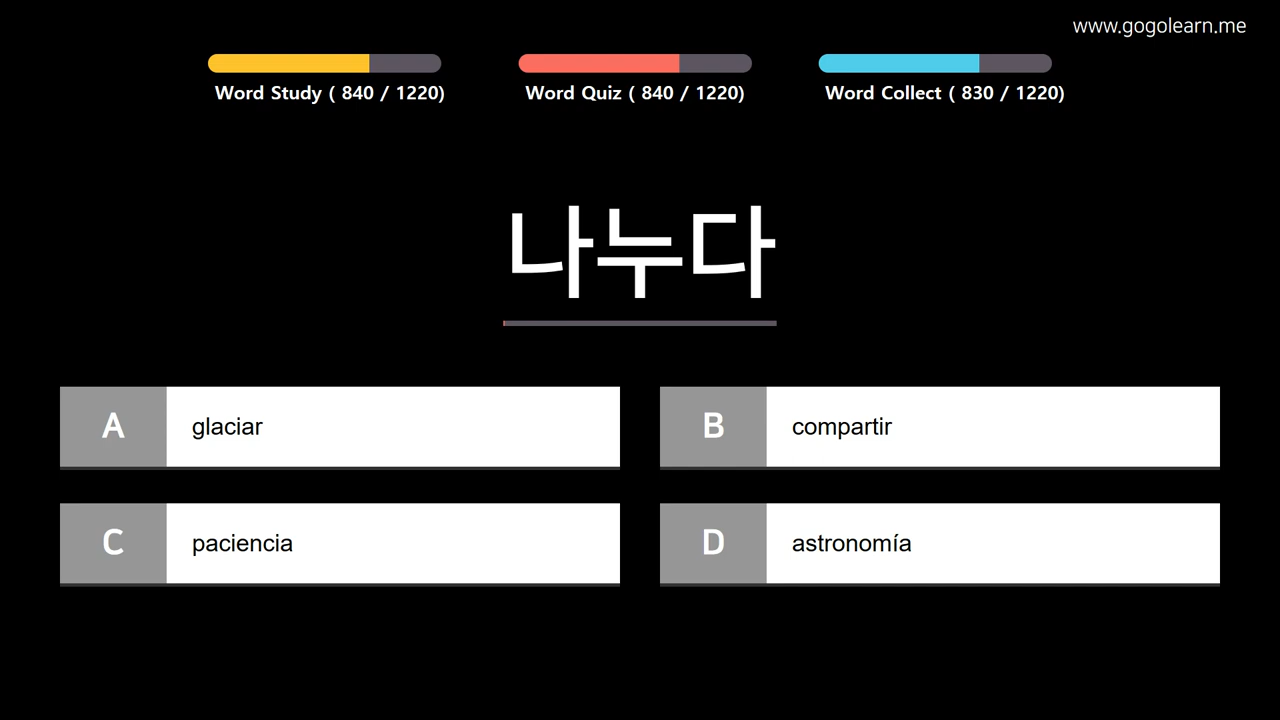 www.gogolearn.me
Word Study ( 840 / 1220)
Word Quiz ( 840 / 1220)
Word Collect ( 830 / 1220)
나누다
A glaciar
B compartir
C paciencia
D astronomía